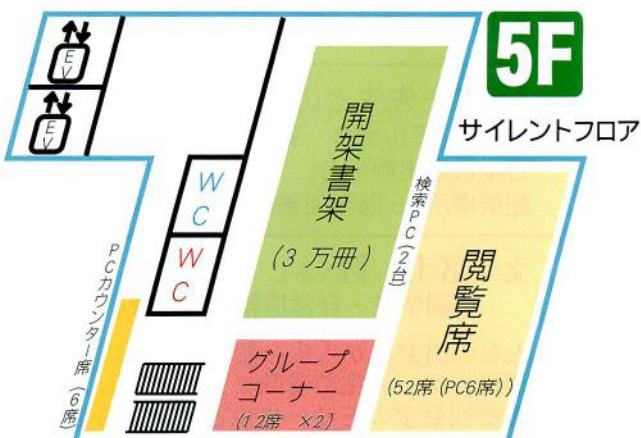 5F
サイレントフロア
EV
EV
WC
WC
開架書架
(3万冊)
検索PC(2台)
閲覧席
(52席(PC6席))
PCカウンター席(6席)
グループ
コーナー
(12席 ×2)